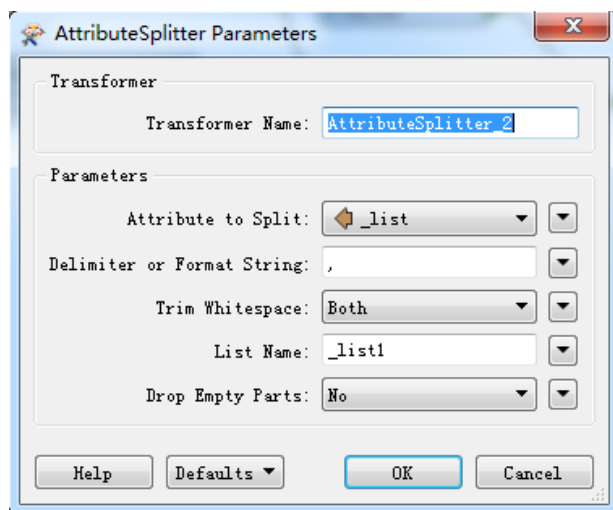 AttributeSplitter Parameters
Transformer
Transformer Name: AttributeSplitter_2
Parameters
Attribute to Split: _list
Delimiter or Format String: ,
Trim Whitespace: Both
List Name: _list1
Drop Empty Parts: No
Help Defaults OK Cancel